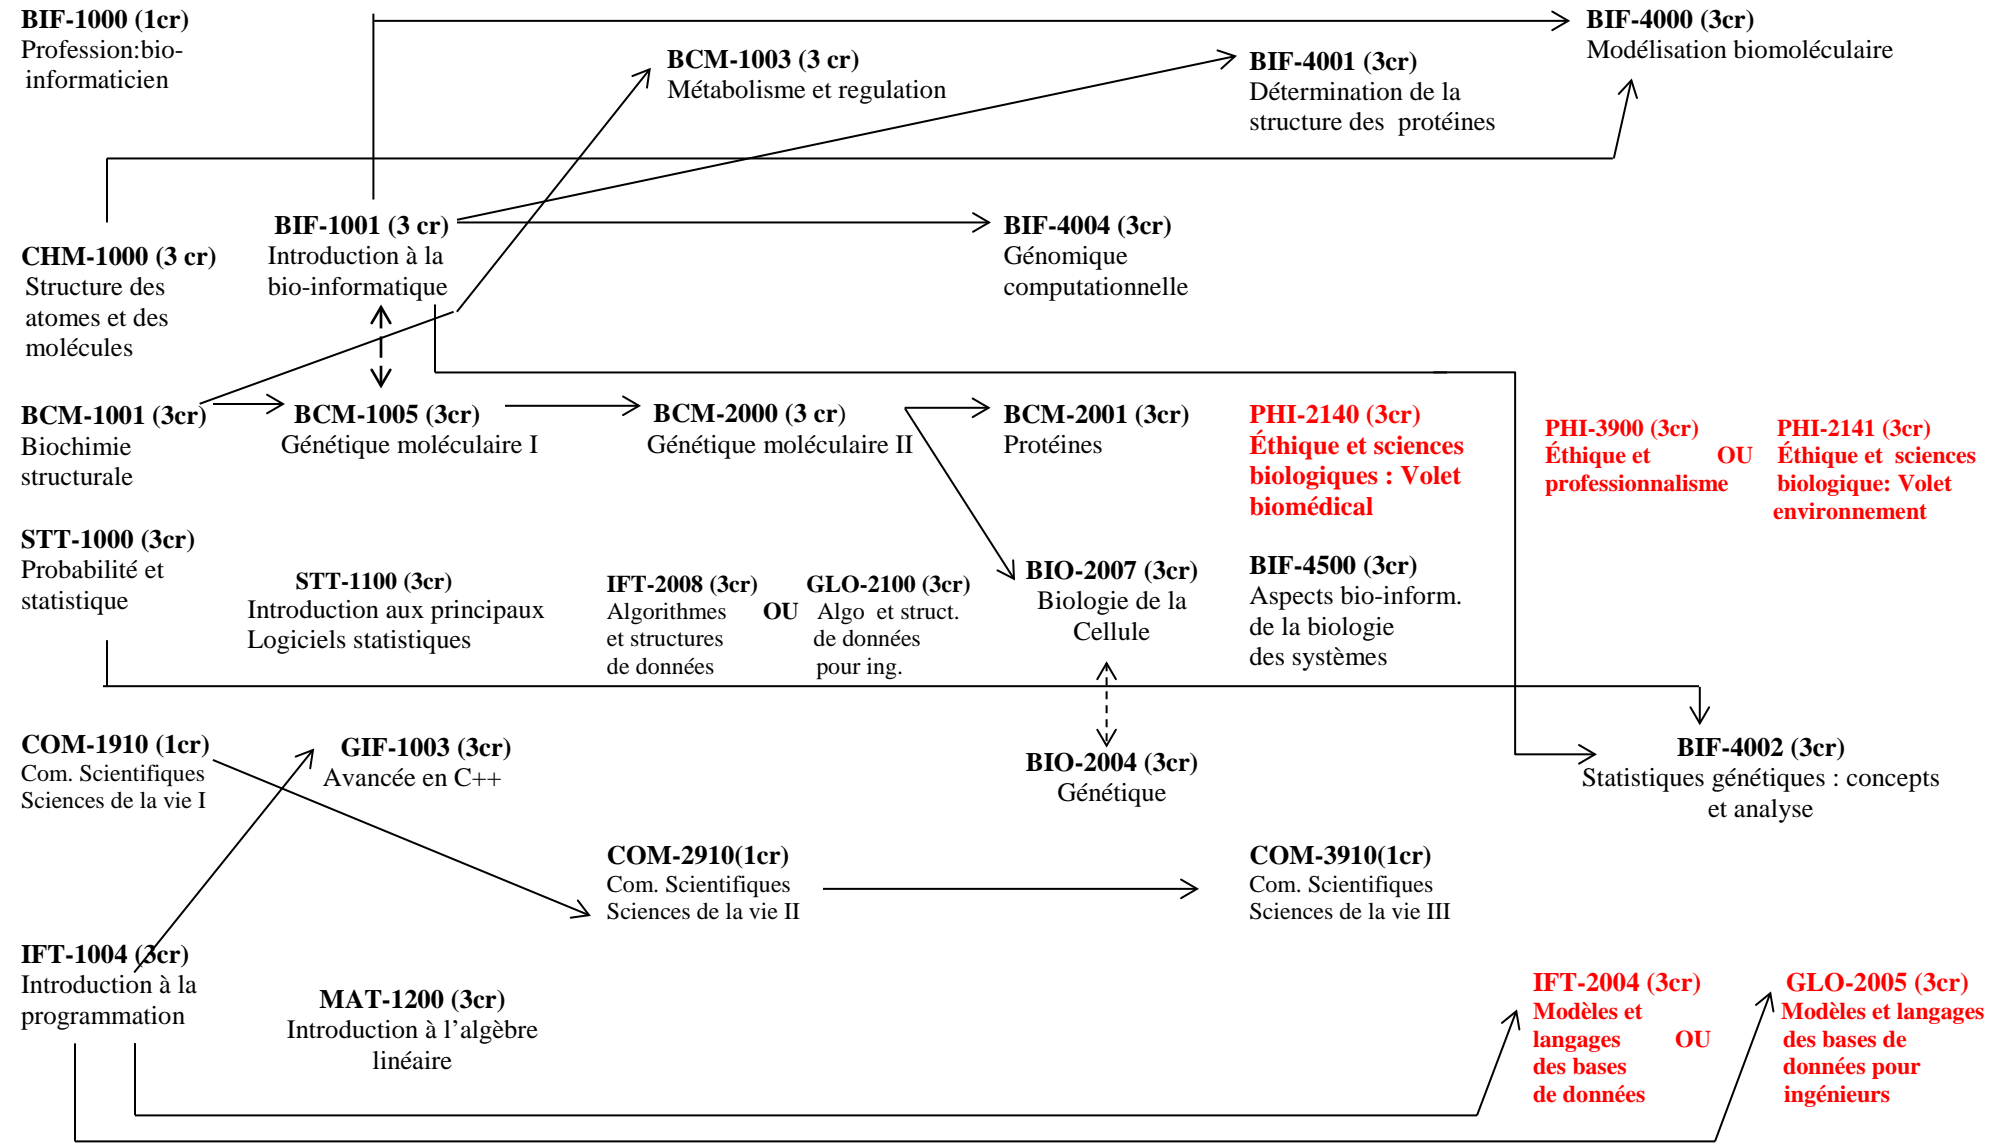 BIF-1000 (1cr)
Profession:bio-
informaticien
BIF-4000 (3cr)
Modélisation biomoléculaire
BCM-1003 (3 cr)
Métabolisme et regulation
BIF-4001 (3cr)
Détermination de la
structure des protéines
CHM-1000 (3 cr)
Structure des
atomes et des
molécules
BIF-1001 (3 cr)
Introduction à la
bio-informatique
BIF-4004 (3cr)
Génomique
computationnelle
BCM-1001 (3cr)
Biochimie
structurale
BCM-1005 (3cr)
Génétique moléculaire I
BCM-2000 (3 cr)
Génétique moléculaire II
BCM-2001 (3cr)
Protéines
PHI-2140 (3cr)
Éthique et sciences
biologiques : Volet
biomédical
PHI-3900 (3cr)
Éthique et
professionnalisme
OU
PHI-2141 (3cr)
Éthique et sciences
biologique: Volet
environnement
STT-1000 (3cr)
Probabilité et
statistique
STT-1100 (3cr)
Introduction aux principaux
Logiciels statistiques
IFT-2008 (3cr)
Algorithmes
et structures
de données
OU
GLO-2100 (3cr)
Algo et struct.
de données
pour ing.
BIO-2007 (3cr)
Biologie de la
Cellule
BIF-4500 (3cr)
Aspects bio-inform.
de la biologie
des systèmes
COM-1910 (1cr)
Com. Scientifiques
Sciences de la vie I
GIF-1003 (3cr)
Avancée en C++
BIO-2004 (3cr)
Génétique
BIF-4002 (3cr)
Statistiques génétiques : concepts
et analyse
COM-2910(1cr)
Com. Scientifiques
Sciences de la vie II
COM-3910(1cr)
Com. Scientifiques
Sciences de la vie III
IFT-1004 (3cr)
Introduction à la
programmation
MAT-1200 (3cr)
Introduction à l’algèbre
linéaire
IFT-2004 (3cr)
Modèles et
langages
des bases
de données
OU
GLO-2005 (3cr)
Modèles et langages
des bases de
données pour
ingénieurs